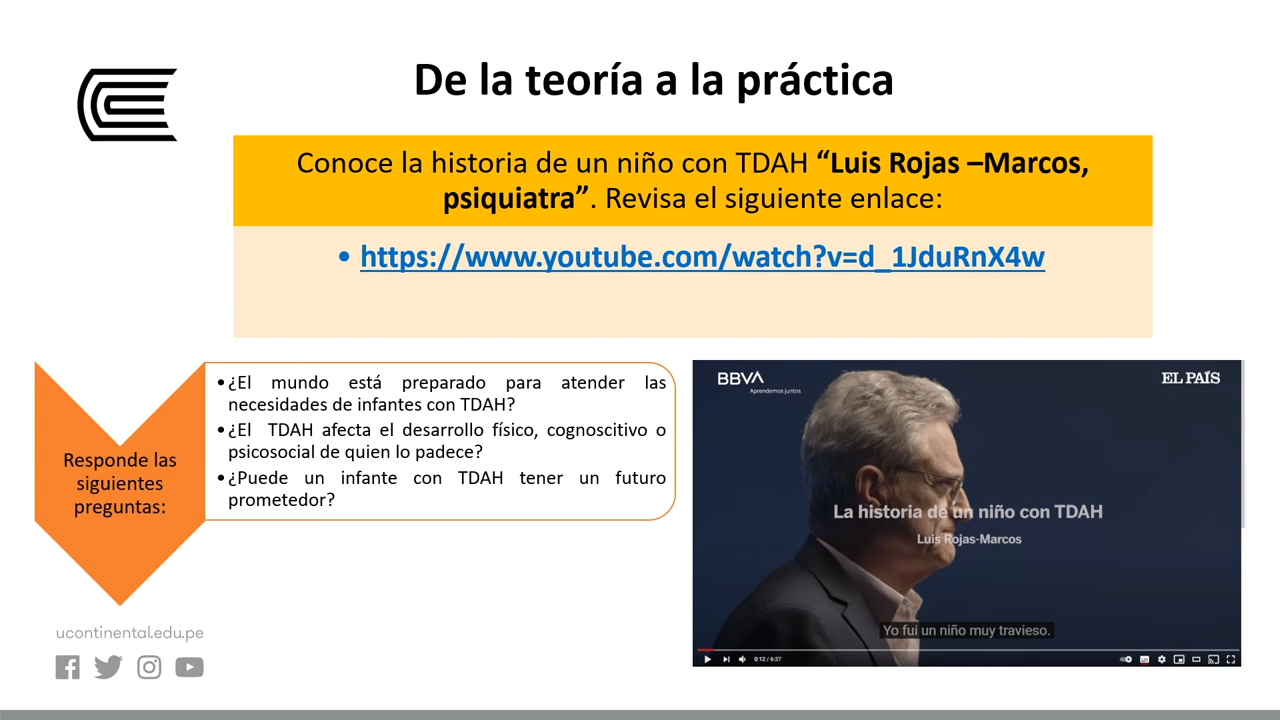 De la teoría a la práctica
Conoce la historia de un niño con TDAH “Luis Rojas –Marcos,
psiquiatra”. Revisa el siguiente enlace:
• https://www.youtube.com/watch?v=d_1JduRnX4w
Responde las
siguientes
preguntas:
•¿El mundo está preparado para atender las
necesidades de infantes con TDAH?
•¿El TDAH afecta el desarrollo físico, cognoscitivo o
psicosocial de quien lo padece?
•¿Puede un infante con TDAH tener un futuro
prometedor?
BBVA
Aprendemos juntos
EL PAÍS
La historia de un niño con TDAH
Luis Rojas-Marcos
Yo fui un niño muy travieso.
0:12 / 6:37
ucontinental.edu.pe